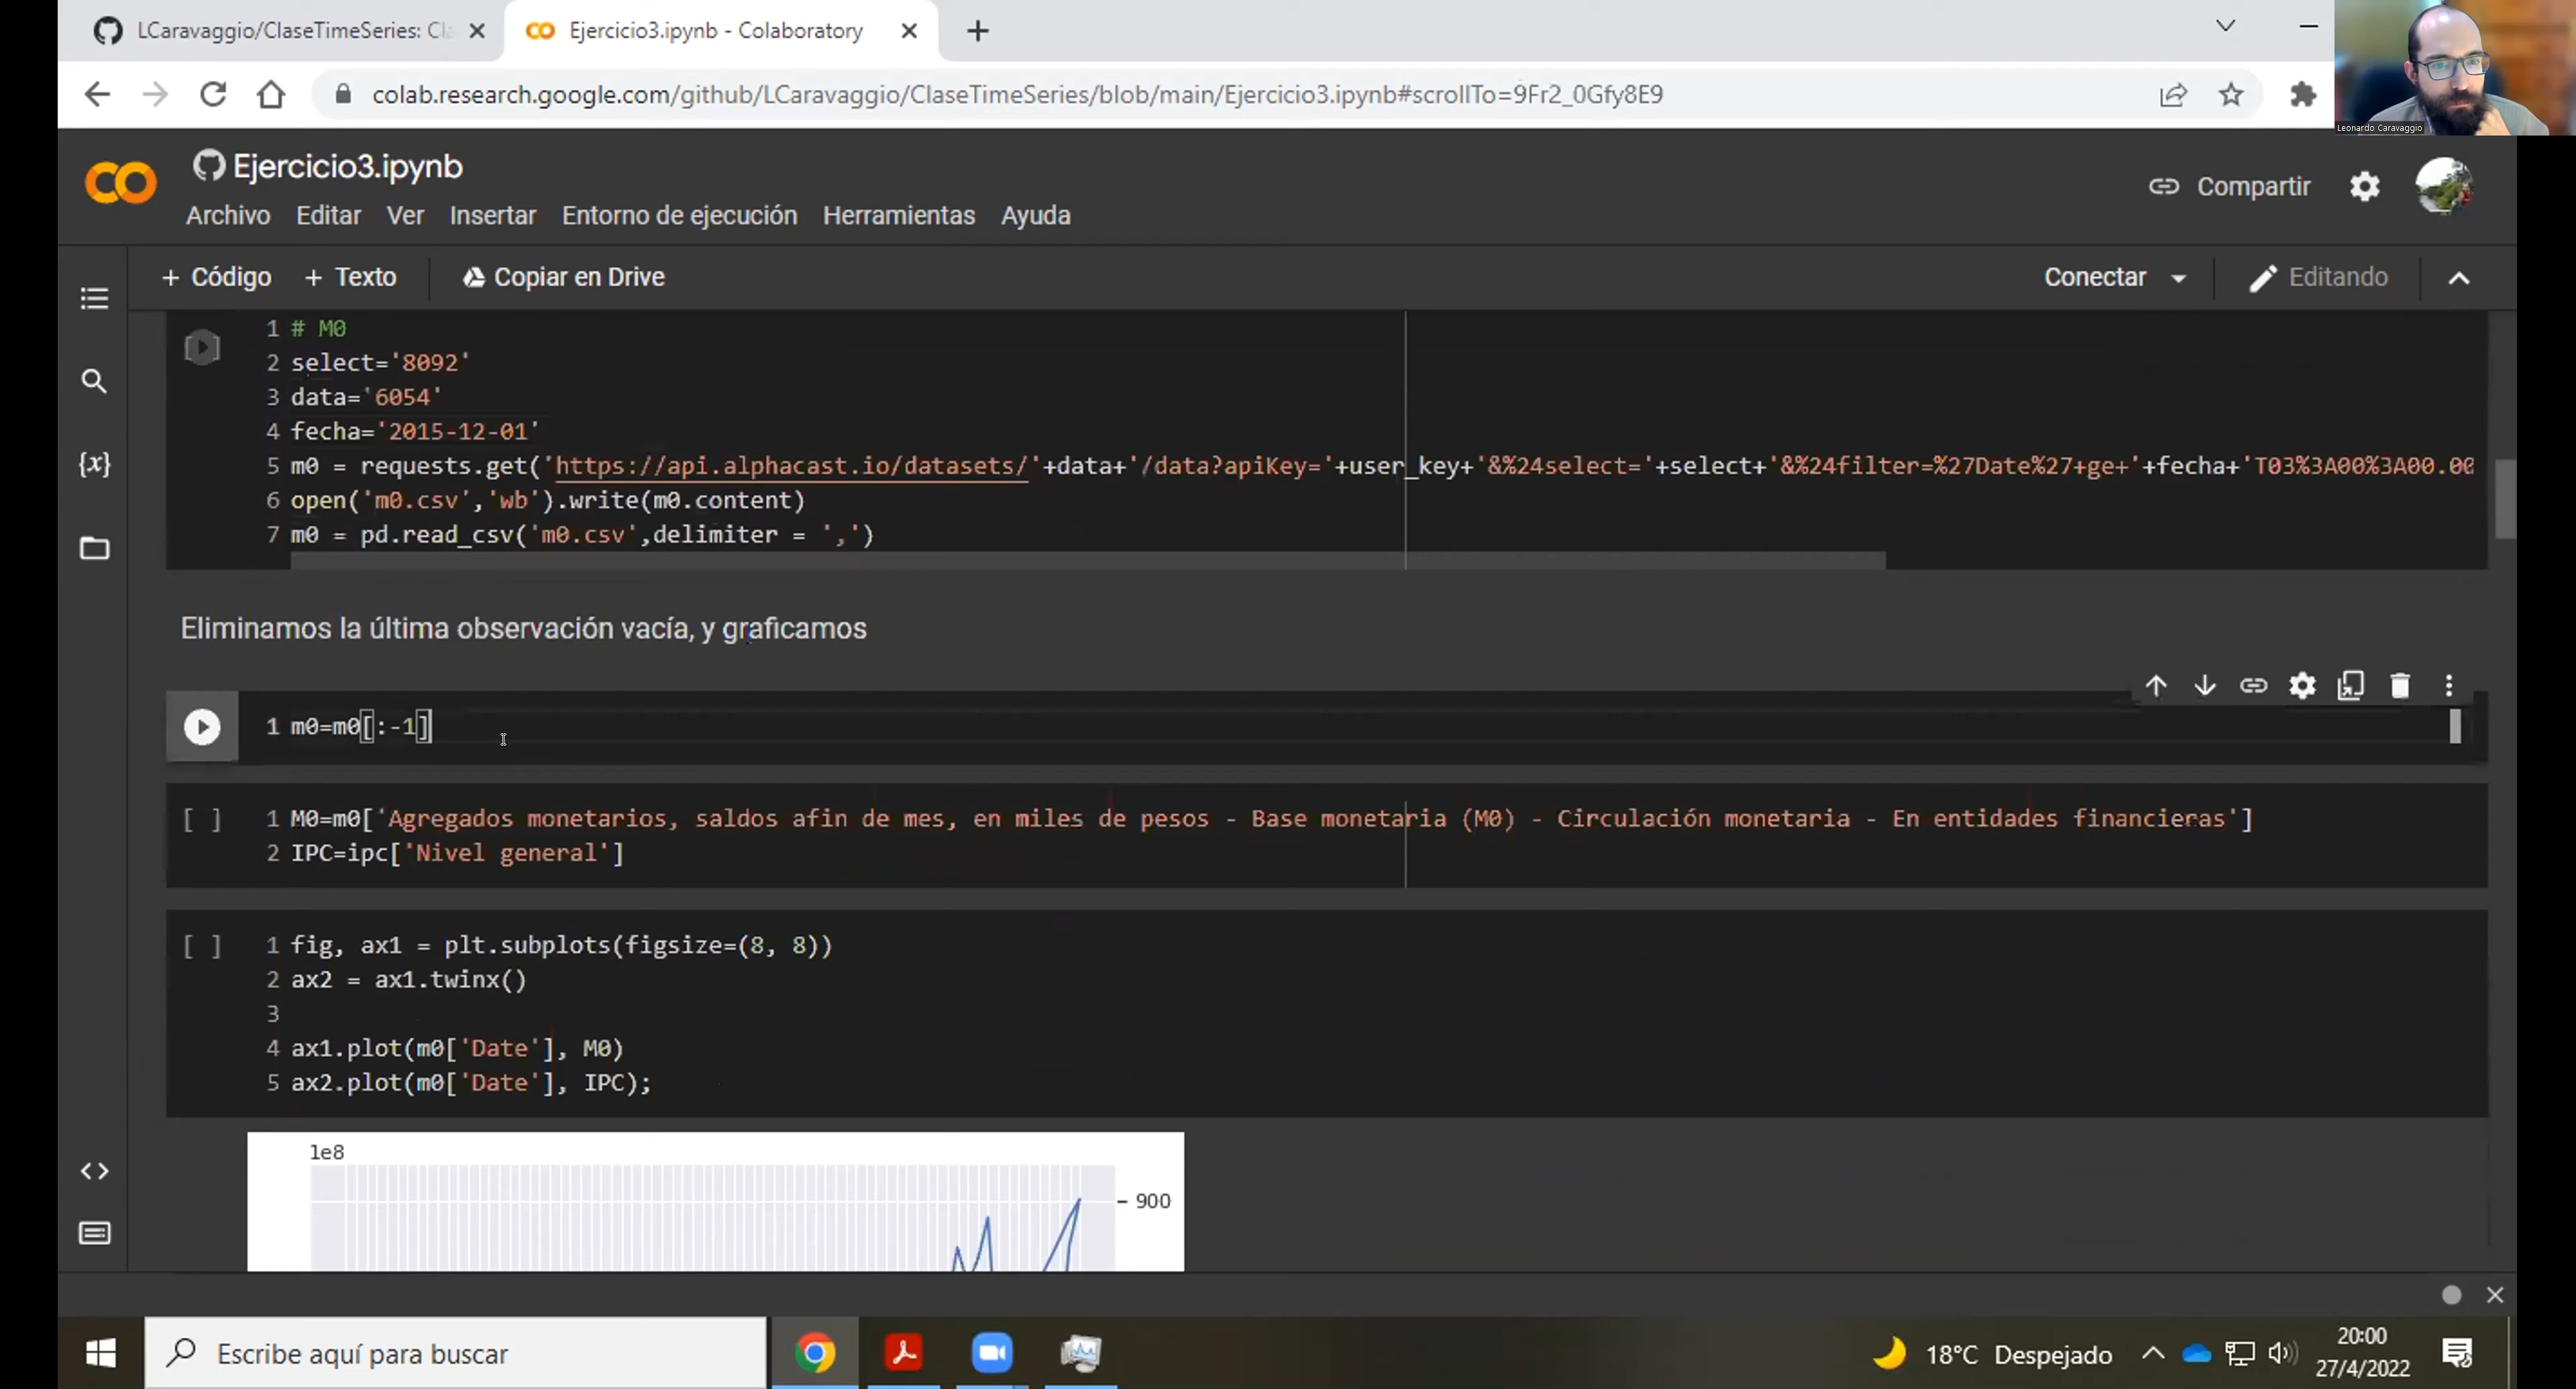 LCaravaggio/ClaseTimeSeries: Cla
Ejercicio3.ipynb - Colaboratory
colab.research.google.com/github/LCaravaggio/ClaseTimeSeries/blob/main/Ejercicio3.ipynb#scrollTo=9Fr2_0Gfy8E9
Leonardo Caravaggio
Ejercicio3.ipynb
Compartir
Archivo Editar Ver Insertar Entorno de ejecución Herramientas Ayuda
+ Código + Texto Copiar en Drive Conectar Editando
1 # M0
2 select='8092'
3 data='6054'
4 fecha='2015-12-01'
5 m0 = requests.get('https://api.alphacast.io/datasets/'+data+'/data?apiKey='+user_key+'&%24select='+select+'&%24filter=%27Date%27+ge+'+fecha+'T03%3A00%3A00.00
6 open('m0.csv','wb').write(m0.content)
7 m0 = pd.read_csv('m0.csv',delimiter = ',')
Eliminamos la última observación vacía, y graficamos
1 m0=m0[:-1]
[ ] 1 M0=m0['Agregados monetarios, saldos afin de mes, en miles de pesos - Base monetaria (M0) - Circulación monetaria - En entidades financieras']
2 IPC=ipc['Nivel general']
[ ] 1 fig, ax1 = plt.subplots(figsize=(8, 8))
2 ax2 = ax1.twinx()
3
4 ax1.plot(m0['Date'], M0)
5 ax2.plot(m0['Date'], IPC);
1e8
900
Escribe aquí para buscar
18°C Despejado
20:00
27/4/2022